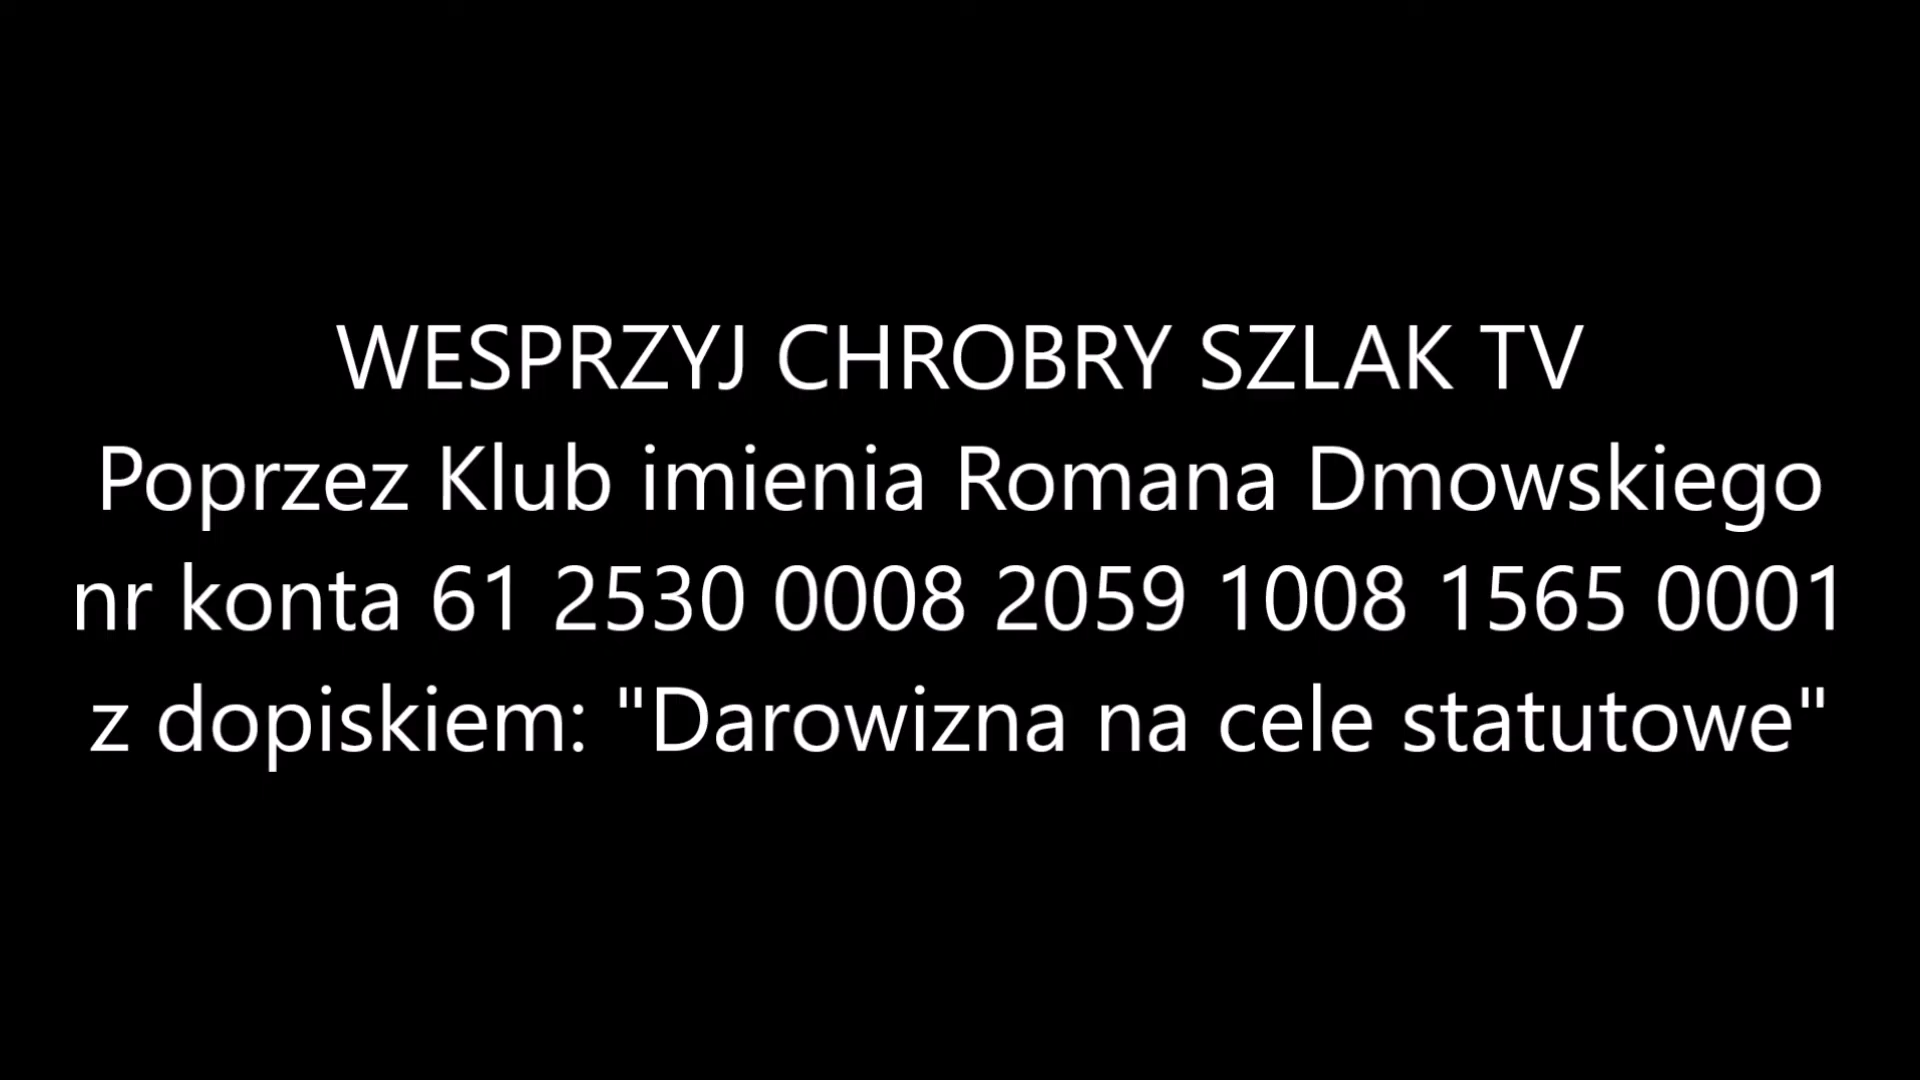 WESPRZYJ CHROBRY SZLAK TV
Poprzez Klub imienia Romana Dmowskiego
nr konta 61 2530 0008 2059 1008 1565 0001
z dopiskiem: "Darowizna na cele statutowe"